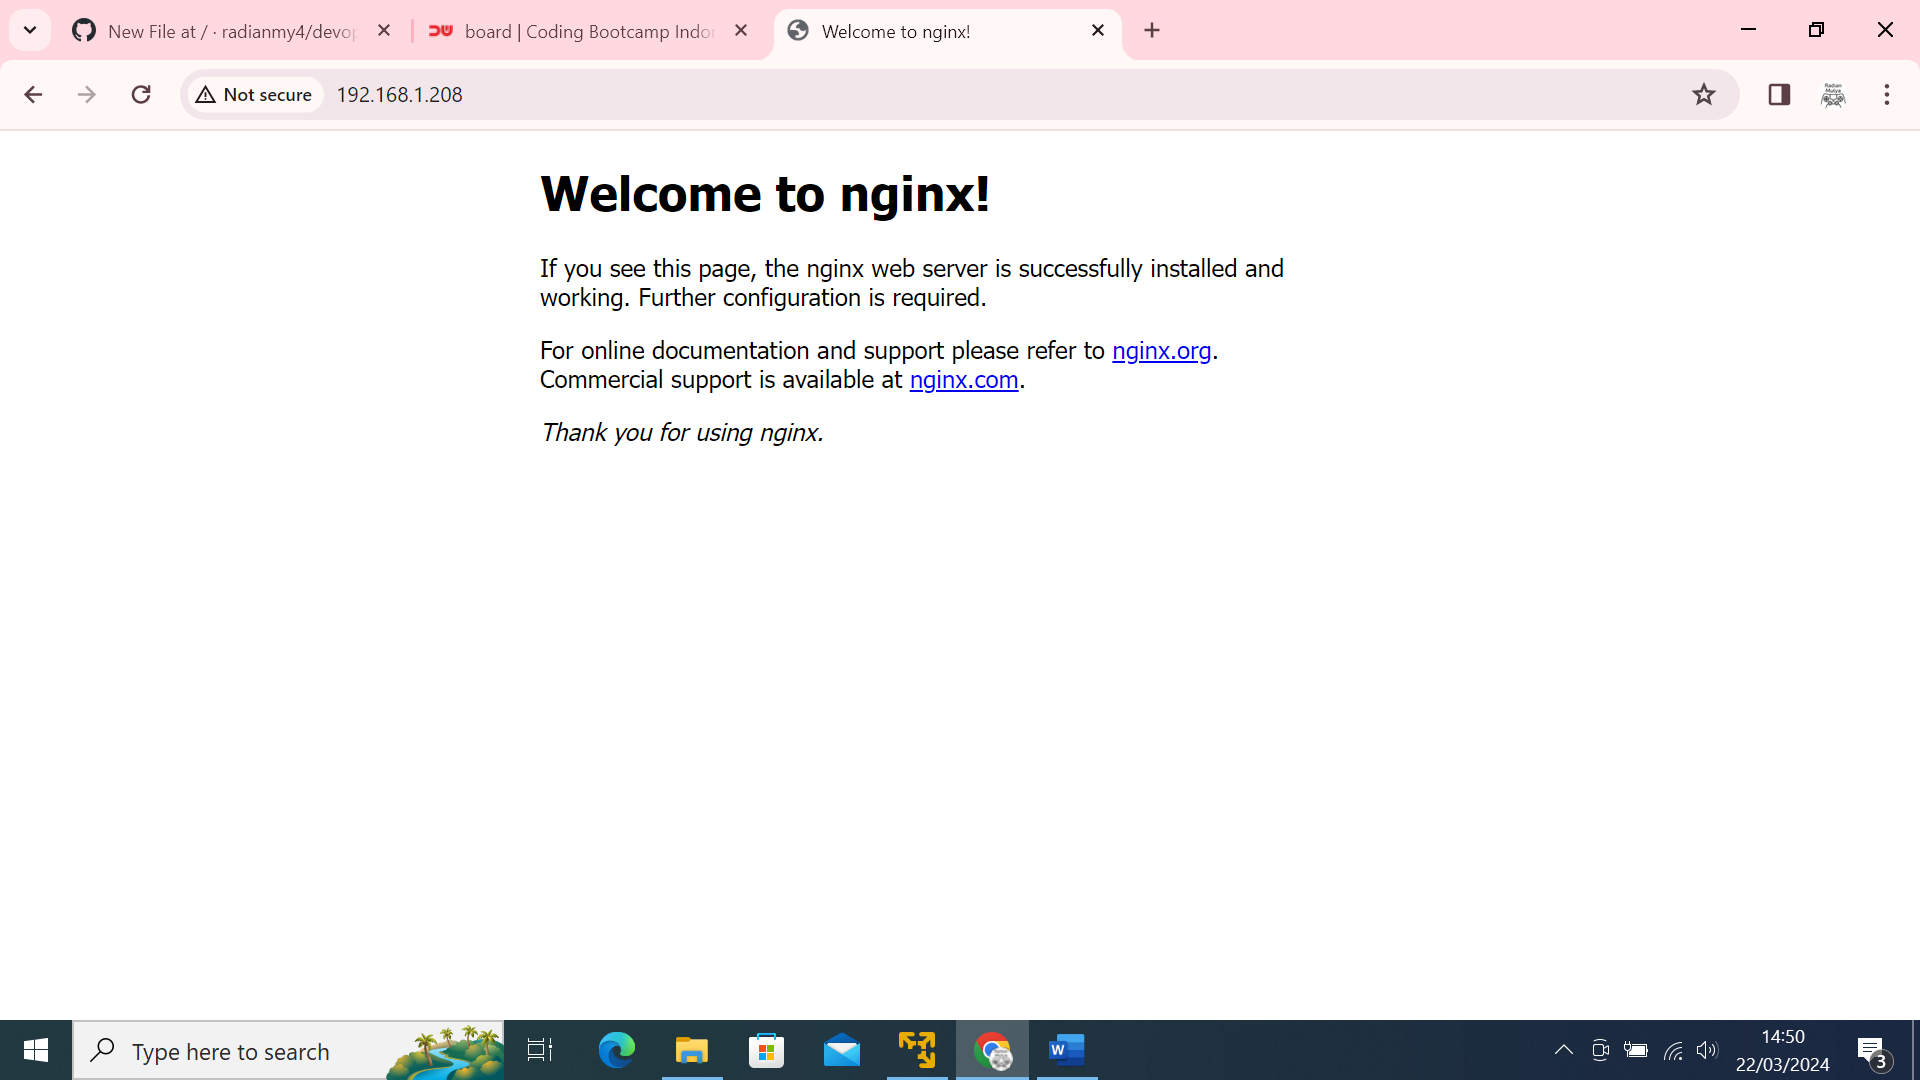 New File at / · radianmy4/devop
board | Coding Bootcamp Indon
Welcome to nginx!
Not secure
192.168.1.208
Radian
Mulya
Welcome to nginx!
If you see this page, the nginx web server is successfully installed and
working. Further configuration is required.
For online documentation and support please refer to nginx.org.
Commercial support is available at nginx.com.
Thank you for using nginx.
Type here to search
W
14:50
22/03/2024
3